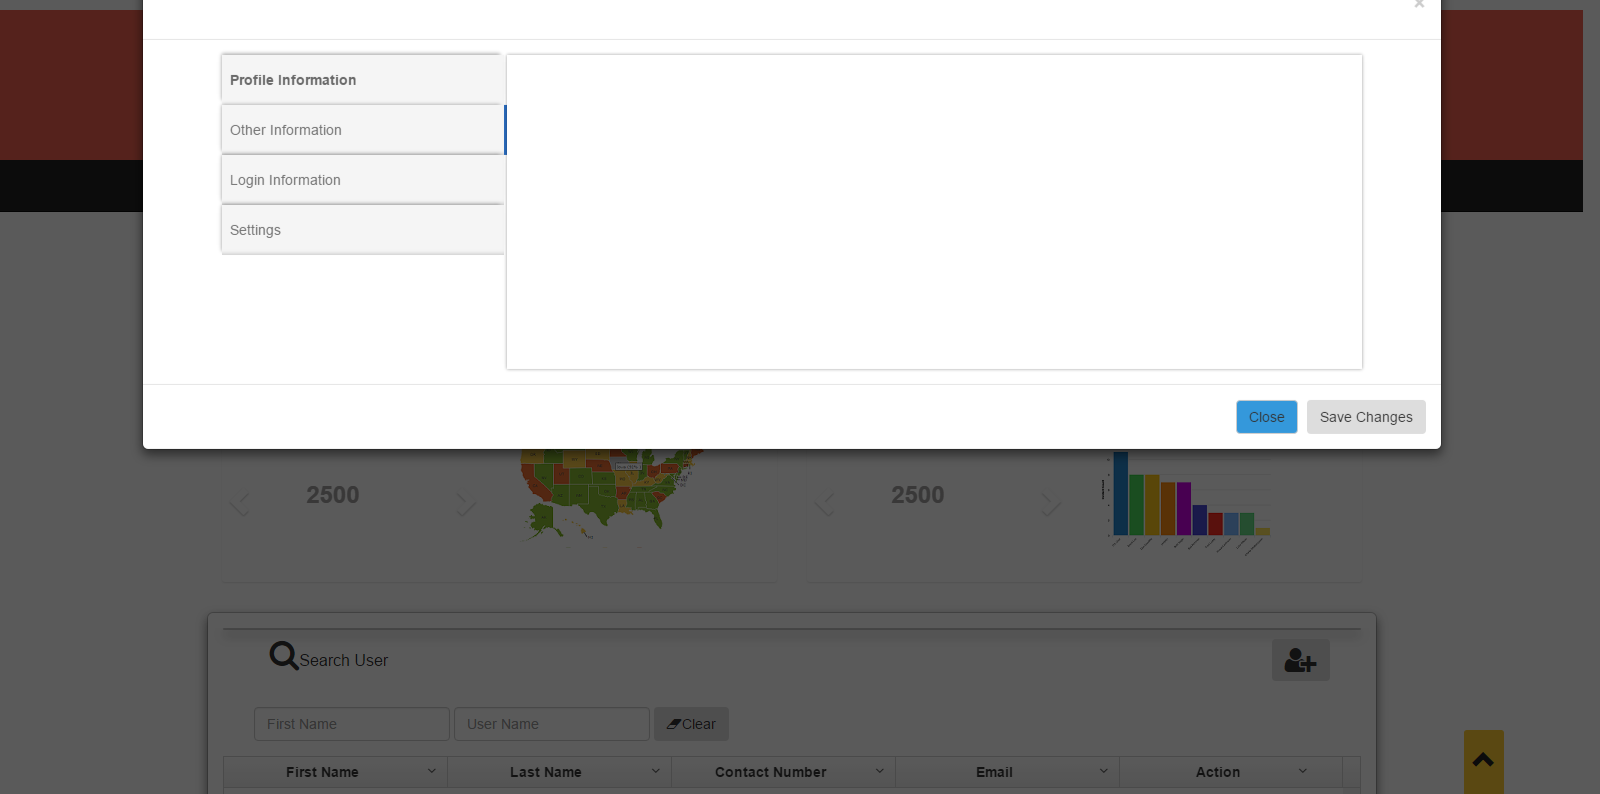 ×
Profile Information
Other Information
Login Information
Settings
Close
Save Changes
2500
2500
Search User
First Name
User Name
Clear
First Name
Last Name
Contact Number
Email
Action